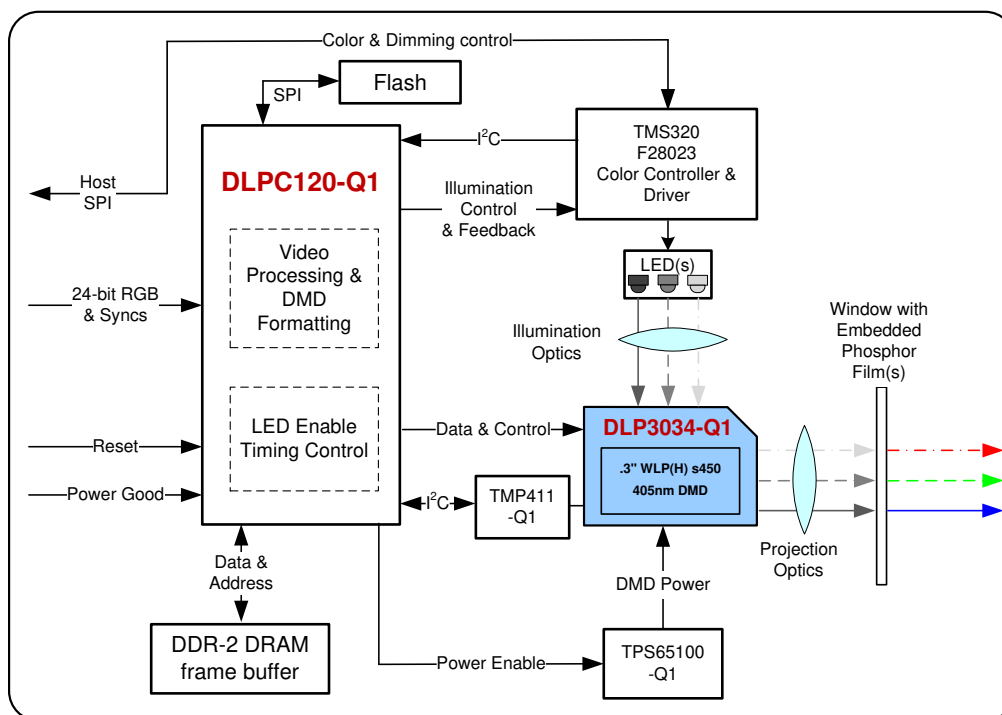 Color & Dimming control
Flash
SPI
TMS320
F28023
Color Controller &
Driver
I²C
DLPC120-Q1
Host
SPI
Illumination
Control
& Feedback
Video
Processing &
DMD
Formatting
LED(s)
24-bit RGB
& Syncs
Illumination
Optics
Window with
Embedded
Phosphor
Film(s)
LED Enable
Timing Control
Data & Control
DLP3034-Q1
.3" WLP(H) s450
405nm DMD
Reset
Power Good
I²C
TMP411
-Q1
Projection
Optics
Data &
Address
DMD Power
DDR-2 DRAM
frame buffer
Power Enable
TPS65100
-Q1